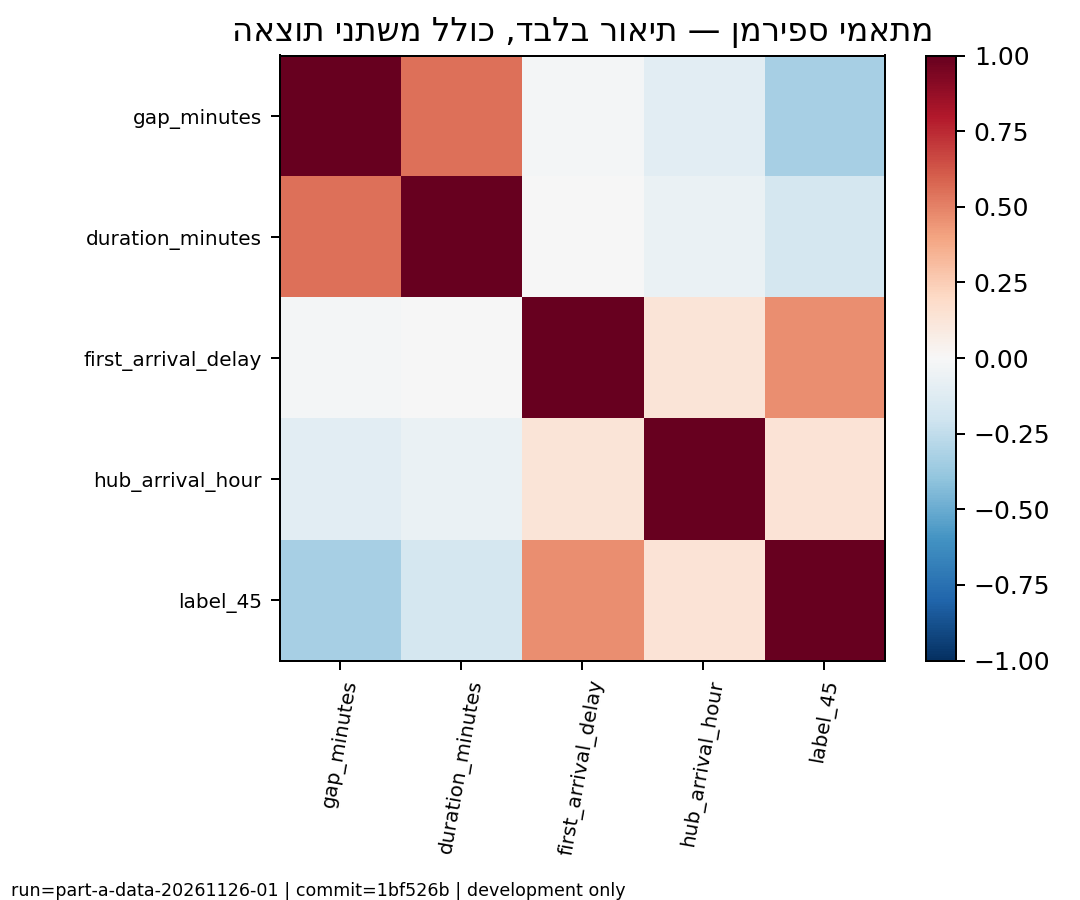 מתאמי ספירמן — תיאור בלבד, כולל משתני תוצאה
gap_minutes
duration_minutes
first_arrival_delay
hub_arrival_hour
label_45
gap_minutes
duration_minutes
first_arrival_delay
hub_arrival_hour
label_45
1.00
0.75
0.50
0.25
0.00
−0.25
−0.50
−0.75
−1.00
run=part-a-data-20261126-01 | commit=1bf526b | development only